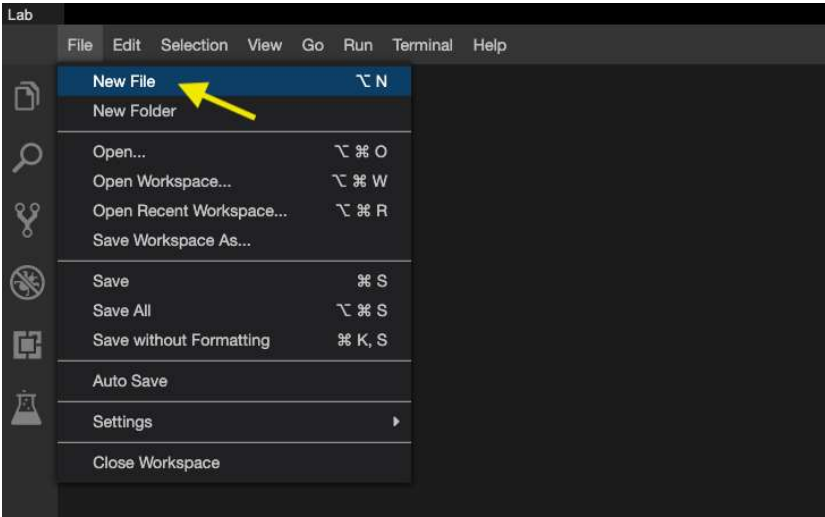 Lab
File Edit Selection View Go Run Terminal Help
New File ⌥ N
New Folder
Open... ⌥ ⌘ O
Open Workspace... ⌥ ⌘ W
Open Recent Workspace... ⌥ ⌘ R
Save Workspace As...
Save ⌘ S
Save All ⌥ ⌘ S
Save without Formatting ⌘ K, S
Auto Save
Settings
Close Workspace